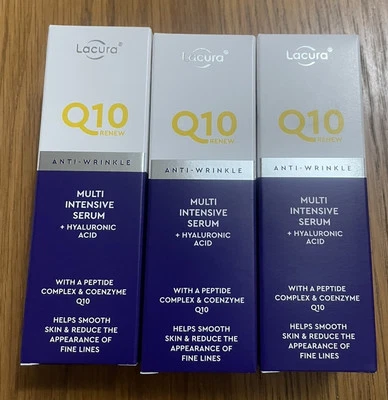 Lacura
Q10
RENEW
ANTI-WRINKLE
MULTI
INTENSIVE
SERUM
+ HYALURONIC
ACID
WITH A PEPTIDE
COMPLEX & COENZYME
Q10
HELPS SMOOTH
SKIN & REDUCE THE
APPEARANCE OF
FINE LINES
Lacura
Q10
RENEW
ANTI-WRINKLE
MULTI
INTENSIVE
SERUM
+ HYALURONIC
ACID
WITH A PEPTIDE
COMPLEX & COENZYME
Q10
HELPS SMOOTH
SKIN & REDUCE THE
APPEARANCE OF
FINE LINES
Lacura
Q10
RENEW
ANTI-WRINKLE
MULTI
INTENSIVE
SERUM
+ HYALURONIC
ACID
WITH A PEPTIDE
COMPLEX & COENZYME
Q10
HELPS SMOOTH
SKIN & REDUCE THE
APPEARANCE OF
FINE LINES